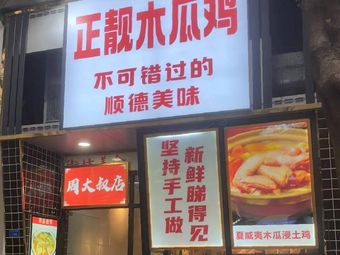 正靓木瓜鸡
不可错过的
顺德美味
周大叔店
坚持手工做
新鲜睇得见
夏威夷木瓜浸土鸡